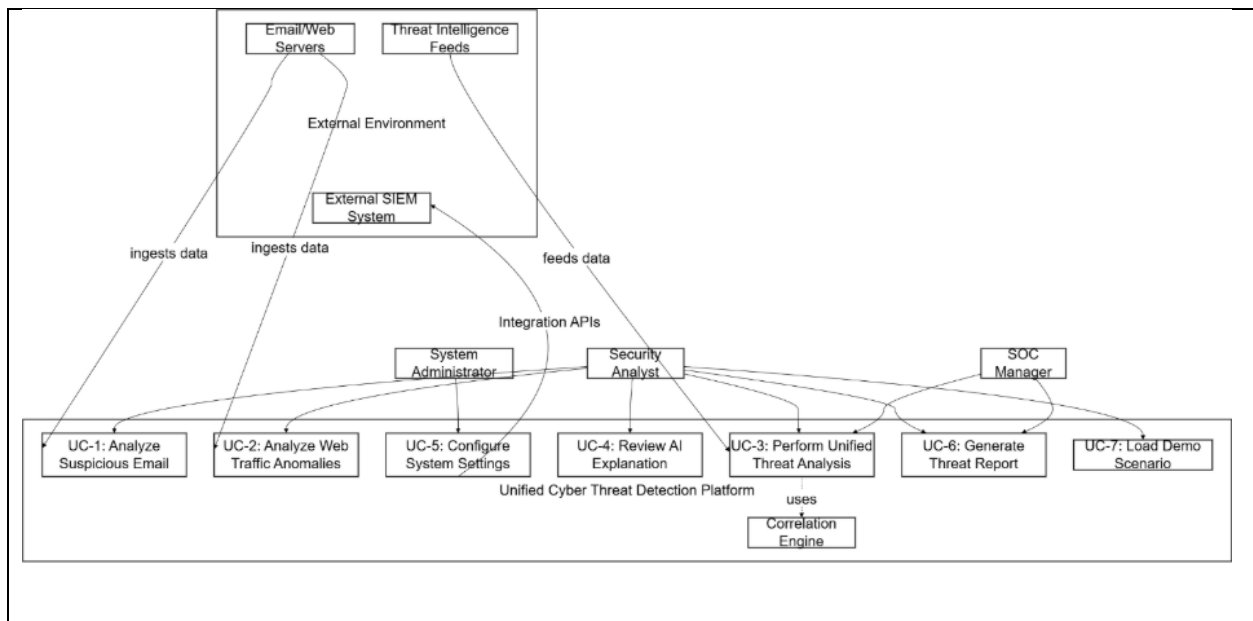 Email/Web
Servers
Threat Intelligence
Feeds
External Environment
External SIEM
System
ingests data
ingests data
feeds data
Integration APIs
System
Administrator
Security
Analyst
SOC
Manager
UC-1: Analyze
Suspicious Email
UC-2: Analyze Web
Traffic Anomalies
UC-5: Configure
System Settings
UC-4: Review AI
Explanation
UC-3: Perform Unified
Threat Analysis
UC-6: Generate
Threat Report
UC-7: Load Demo
Scenario
Unified Cyber Threat Detection Platform
uses
Correlation
Engine